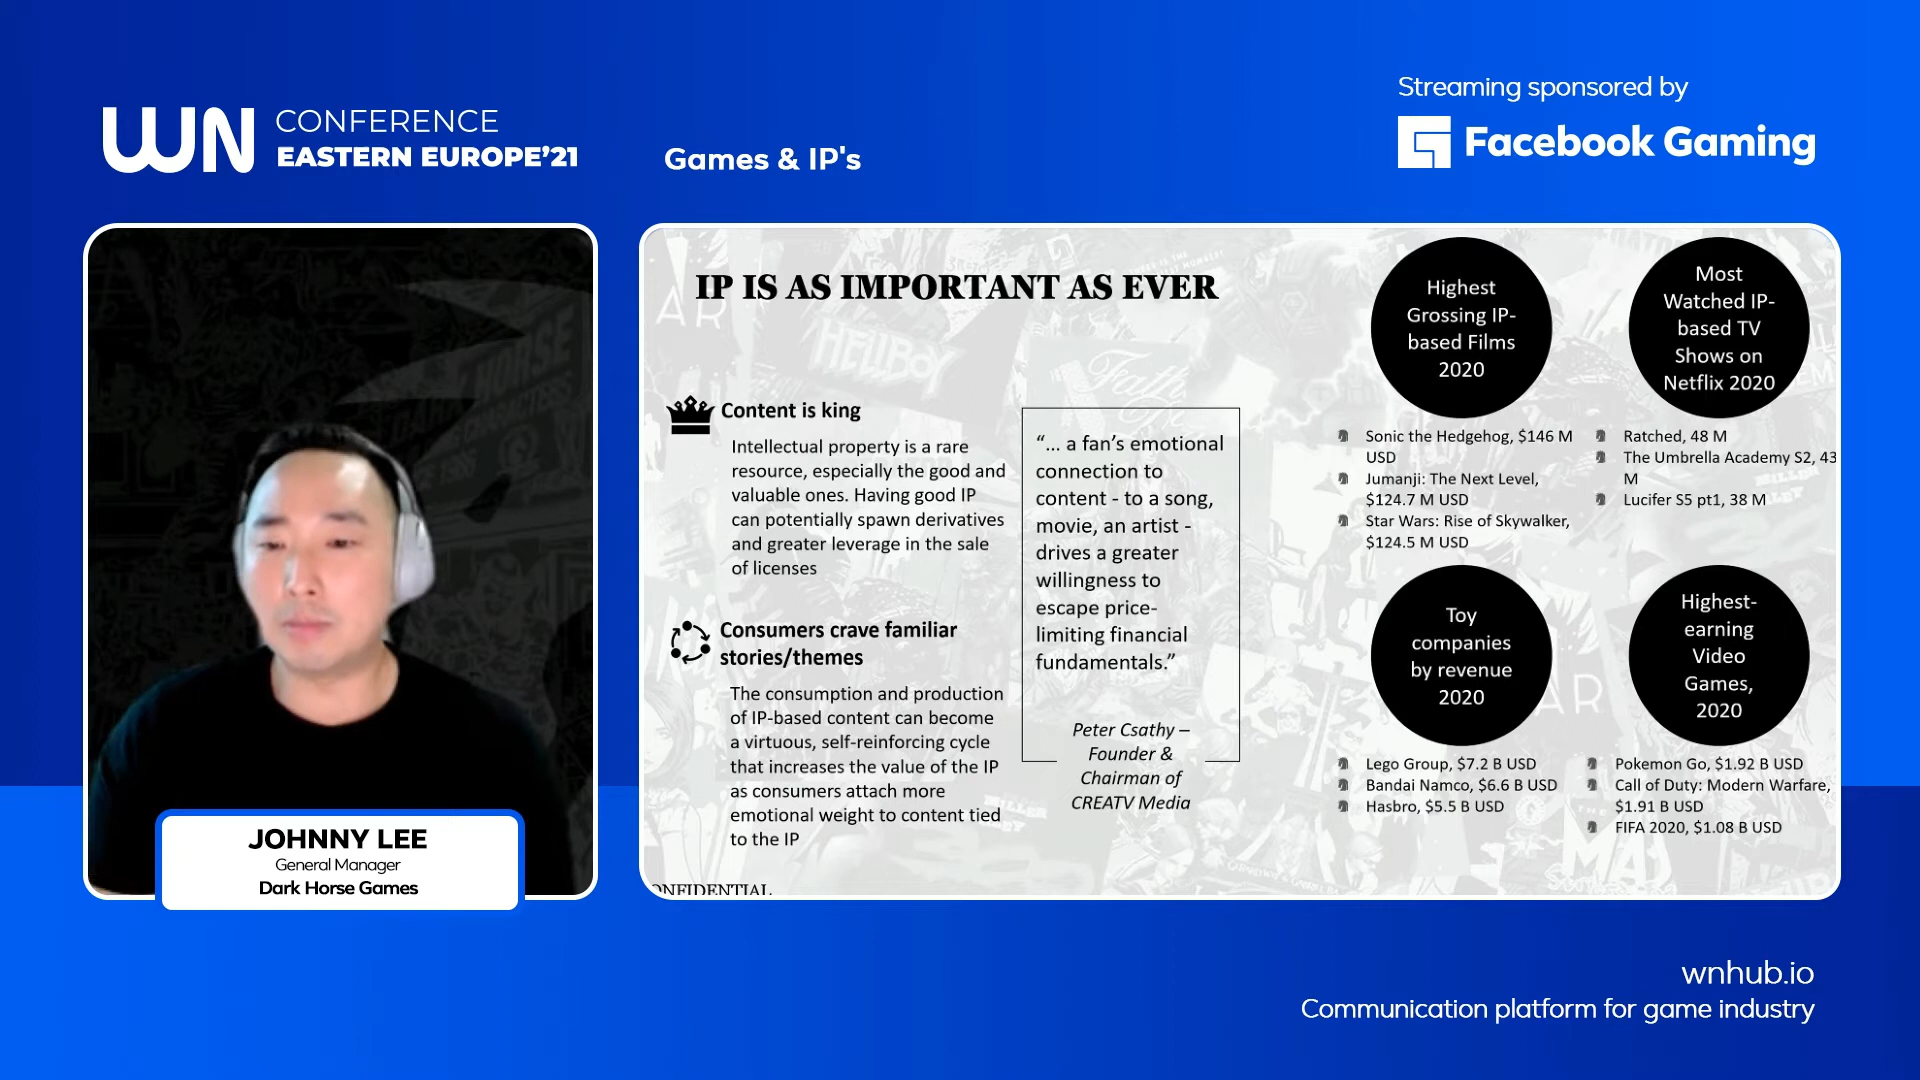 WN CONFERENCE
EASTERN EUROPE'21
Games & IP's
Streaming sponsored by
Facebook Gaming
IP IS AS IMPORTANT AS EVER
Content is king
Intellectual property is a rare
resource, especially the good and
valuable ones. Having good IP
can potentially spawn derivatives
and greater leverage in the sale
of licenses
Consumers crave familiar
stories/themes
The consumption and production
of IP-based content can become
a virtuous, self-reinforcing cycle
that increases the value of the IP
as consumers attach more
emotional weight to content tied
to the IP
“... a fan’s emotional
connection to
content - to a song,
movie, an artist -
drives a greater
willingness to
escape price-
limiting financial
fundamentals.”
Peter Csathy –
Founder &
Chairman of
CREATV Media
Highest
Grossing IP-
based Films
2020
Sonic the Hedgehog, $146 M
USD
Jumanji: The Next Level,
$124.7 M USD
Star Wars: Rise of Skywalker,
$124.5 M USD
Most
Watched IP-
based TV
Shows on
Netflix 2020
Ratched, 48 M
The Umbrella Academy S2, 43
M
Lucifer S5 pt1, 38 M
Toy
companies
by revenue
2020
Lego Group, $7.2 B USD
Bandai Namco, $6.6 B USD
Hasbro, $5.5 B USD
Highest-
earning
Video
Games,
2020
Pokemon Go, $1.92 B USD
Call of Duty: Modern Warfare,
$1.91 B USD
FIFA 2020, $1.08 B USD
HELLBOY
ONFIDENTIAL
JOHNNY LEE
General Manager
Dark Horse Games
wnhub.io
Communication platform for game industry